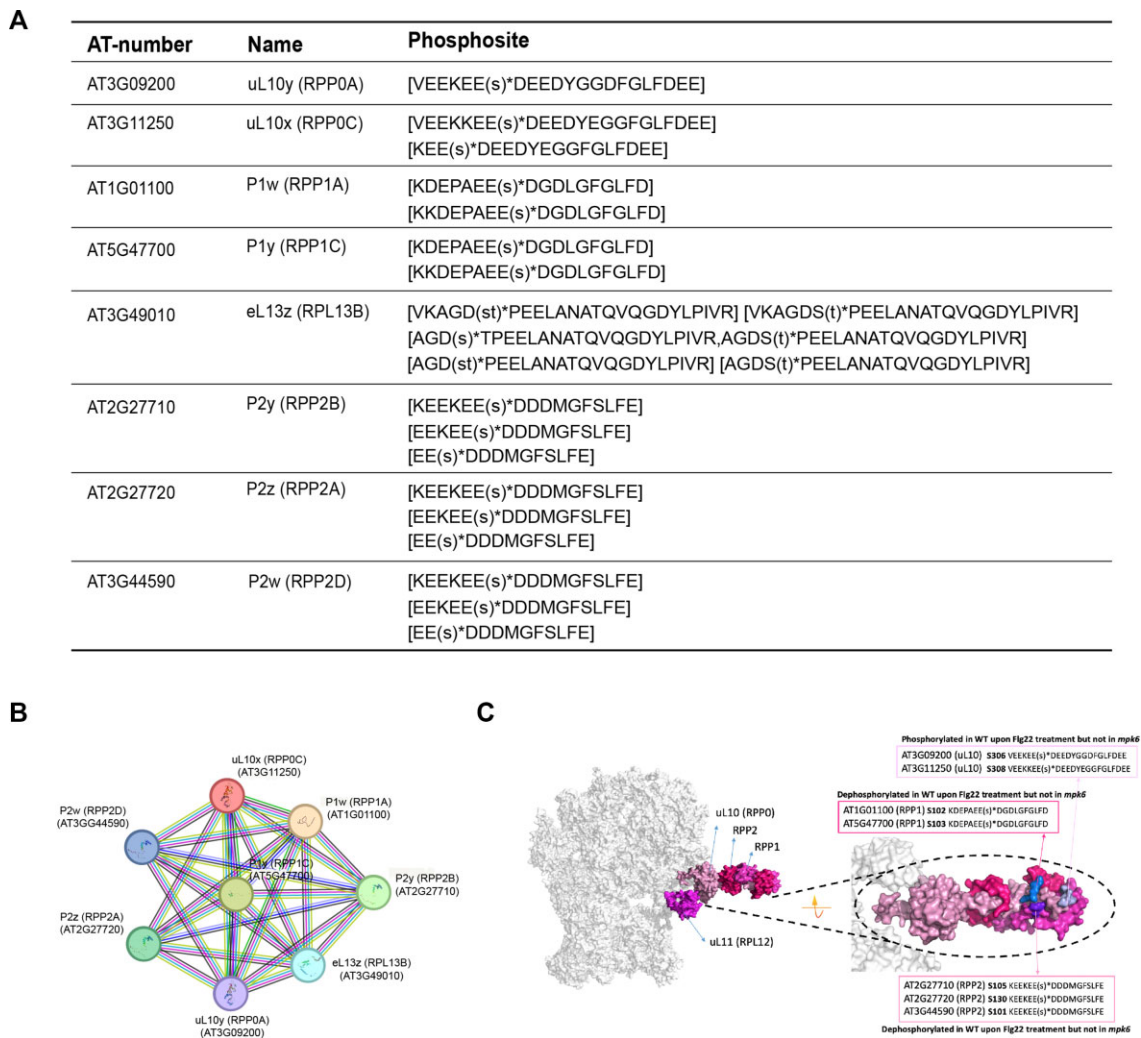 A
AT-number Name Phosphosite
AT3G09200 uL10y (RPP0A) [VEEKEE(s)*DEEDYGGDFGLFDEE]
AT3G11250 uL10x (RPP0C) [VEEKKEE(s)*DEEDYEGGFGLFDEE]
[KEE(s)*DEEDYEGGFGLFDEE]
AT1G01100 P1w (RPP1A) [KDEPAEE(s)*DGDLGFGLFD]
[KKDEPAEE(s)*DGDLGFGLFD]
AT5G47700 P1y (RPP1C) [KDEPAEE(s)*DGDLGFGLFD]
[KKDEPAEE(s)*DGDLGFGLFD]
AT3G49010 eL13z (RPL13B) [VKAGD(st)*PEELANATQVQGDYLPIVR] [VKAGDS(t)*PEELANATQVQGDYLPIVR]
[AGD(s)*TPEELANATQVQGDYLPIVR,AGDS(t)*PEELANATQVQGDYLPIVR]
[AGD(st)*PEELANATQVQGDYLPIVR] [AGDS(t)*PEELANATQVQGDYLPIVR]
AT2G27710 P2y (RPP2B) [KEEKEE(s)*DDDMGFSLFE]
[EEKEE(s)*DDDMGFSLFE]
[EE(s)*DDDMGFSLFE]
AT2G27720 P2z (RPP2A) [KEEKEE(s)*DDDMGFSLFE]
[EEKEE(s)*DDDMGFSLFE]
[EE(s)*DDDMGFSLFE]
AT3G44590 P2w (RPP2D) [KEEKEE(s)*DDDMGFSLFE]
[EEKEE(s)*DDDMGFSLFE]
[EE(s)*DDDMGFSLFE]
B
uL10x (RPP0C)
(AT3G11250)
P1w (RPP1A)
(AT1G01100)
P2w (RPP2D)
(AT3GG44590)
P1y (RPP1C)
(AT5G47700)
P2y (RPP2B)
(AT2G27710)
P2z (RPP2A)
(AT2G27720)
eL13z (RPL13B)
(AT3G49010)
uL10y (RPP0A)
(AT3G09200)
C
Phosphorylated in WT upon Flg22 treatment but not in mpk6
AT3G09200 (uL10) S306 VEEKEE(s)*DEEDYGGDFGLFDEE
AT3G11250 (uL10) S308 VEEKKEE(s)*DEEDYEGGFGLFDEE
Dephosphorylated in WT upon Flg22 treatment but not in mpk6
AT1G01100 (RPP1) S102 KDEPAEE(s)*DGDLGFGLFD
AT5G47700 (RPP1) S103 KDEPAEE(s)*DGDLGFGLFD
uL10 (RPP0)
RPP2
RPP1
uL11 (RPL12)
AT2G27710 (RPP2) S105 KEEKEE(s)*DDDMGFSLFE
AT2G27720 (RPP2) S130 KEEKEE(s)*DDDMGFSLFE
AT3G44590 (RPP2) S101 KEEKEE(s)*DDDMGFSLFE
Dephosphorylated in WT upon Flg22 treatment but not in mpk6